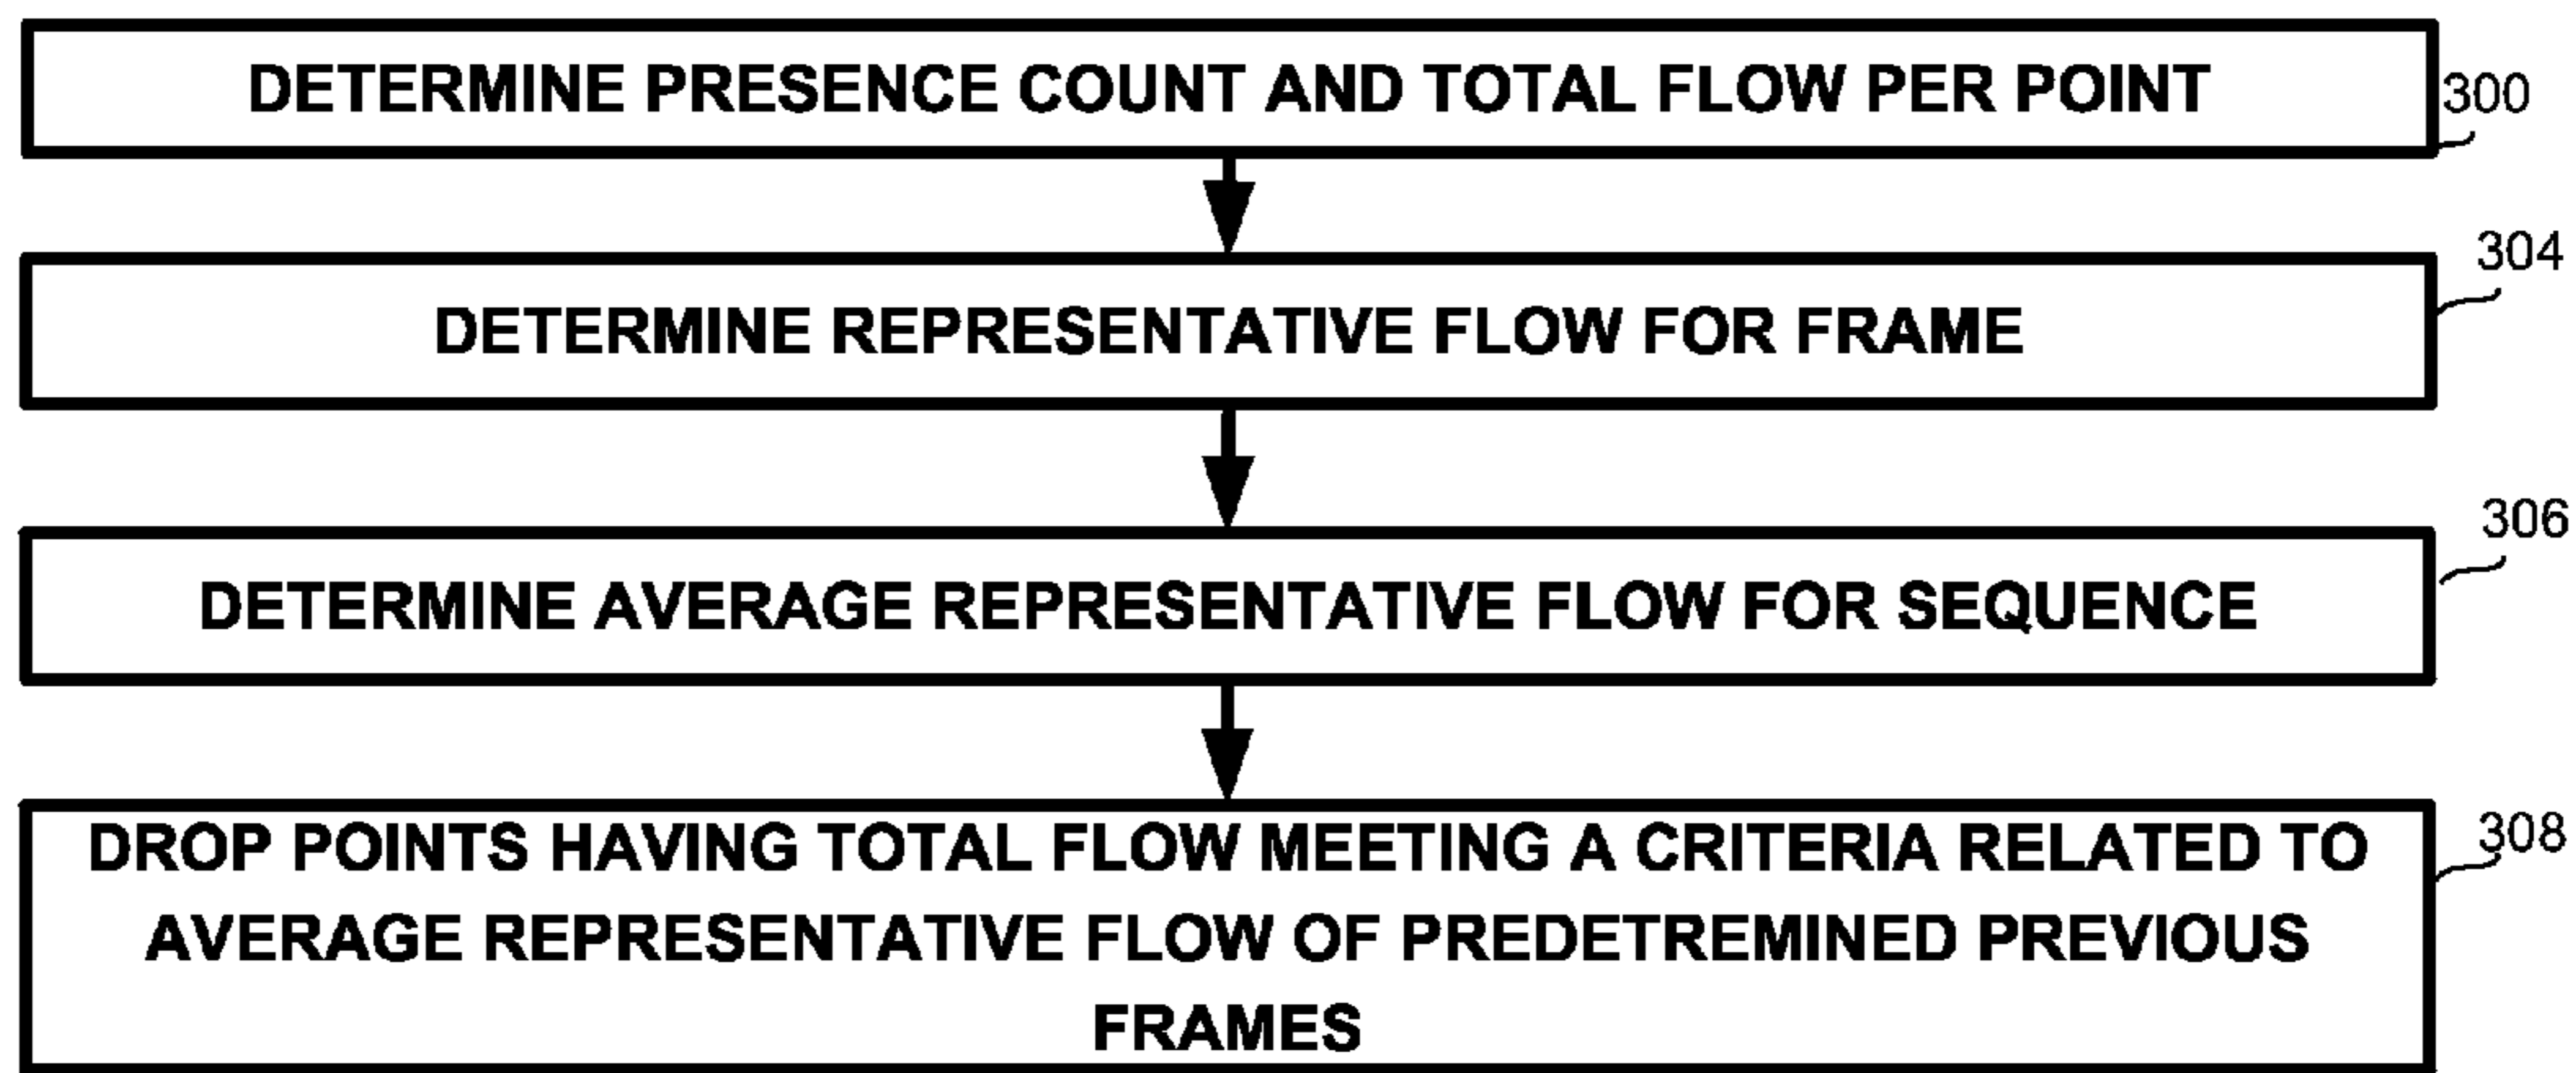 DETERMINE PRESENCE COUNT AND TOTAL FLOW PER POINT
300
304
DETERMINE REPRESENTATIVE FLOW FOR FRAME
306
DETERMINE AVERAGE REPRESENTATIVE FLOW FOR SEQUENCE
308
DROP POINTS HAVING TOTAL FLOW MEETING A CRITERIA RELATED TO
AVERAGE REPRESENTATIVE FLOW OF PREDETREMINED PREVIOUS
FRAMES